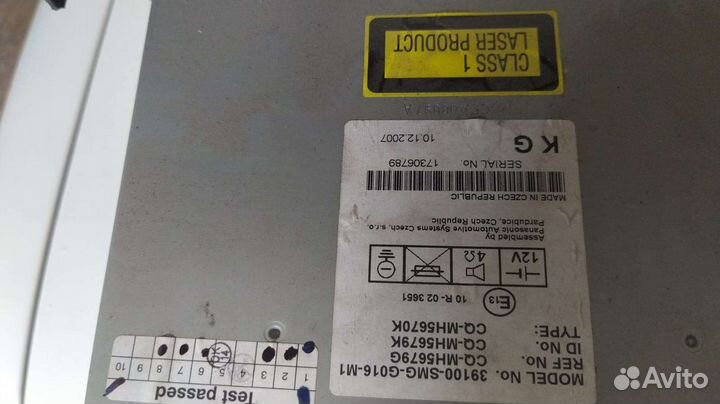 CLASS 1
LASER PRODUCT
MODEL No. 39100-SMG-G016-M1
REF No. CQ-MH5679G
ID No. CQ-MH5679K
TYPE: CQ-MH5670K
E13 10 R - 02 3651
12V 4Ω
Assembled by
Panasonic Automotive Systems Czech, s.r.o.
Pardubice, Czech Republic
MADE IN CZECH REPUBLIC
SERIAL No. 17306789
KG 10.12.2007
Test passed
1 2 3 4 5 6 7 8 9 10
OK
Avito